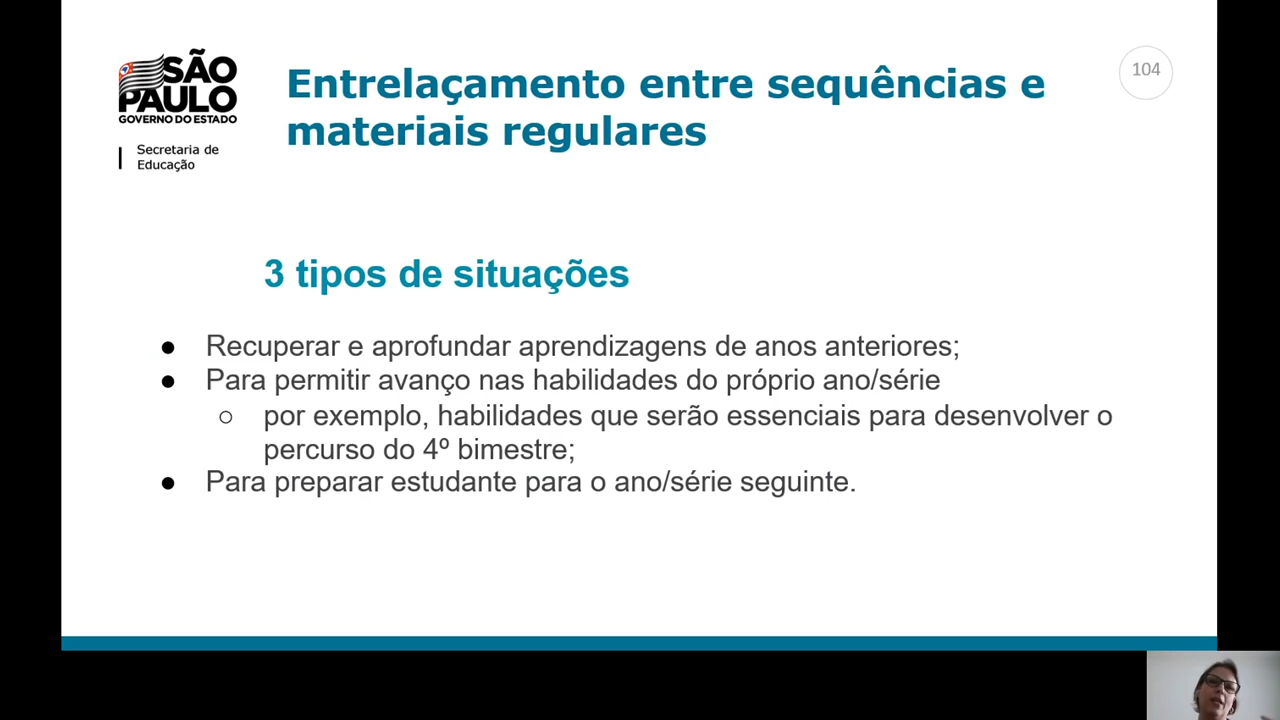 SÃO
PAULO
GOVERNO DO ESTADO
Secretaria de
Educação
Entrelaçamento entre sequências e
materiais regulares
104
3 tipos de situações
● Recuperar e aprofundar aprendizagens de anos anteriores;
● Para permitir avanço nas habilidades do próprio ano/série
○ por exemplo, habilidades que serão essenciais para desenvolver o
percurso do 4º bimestre;
● Para preparar estudante para o ano/série seguinte.